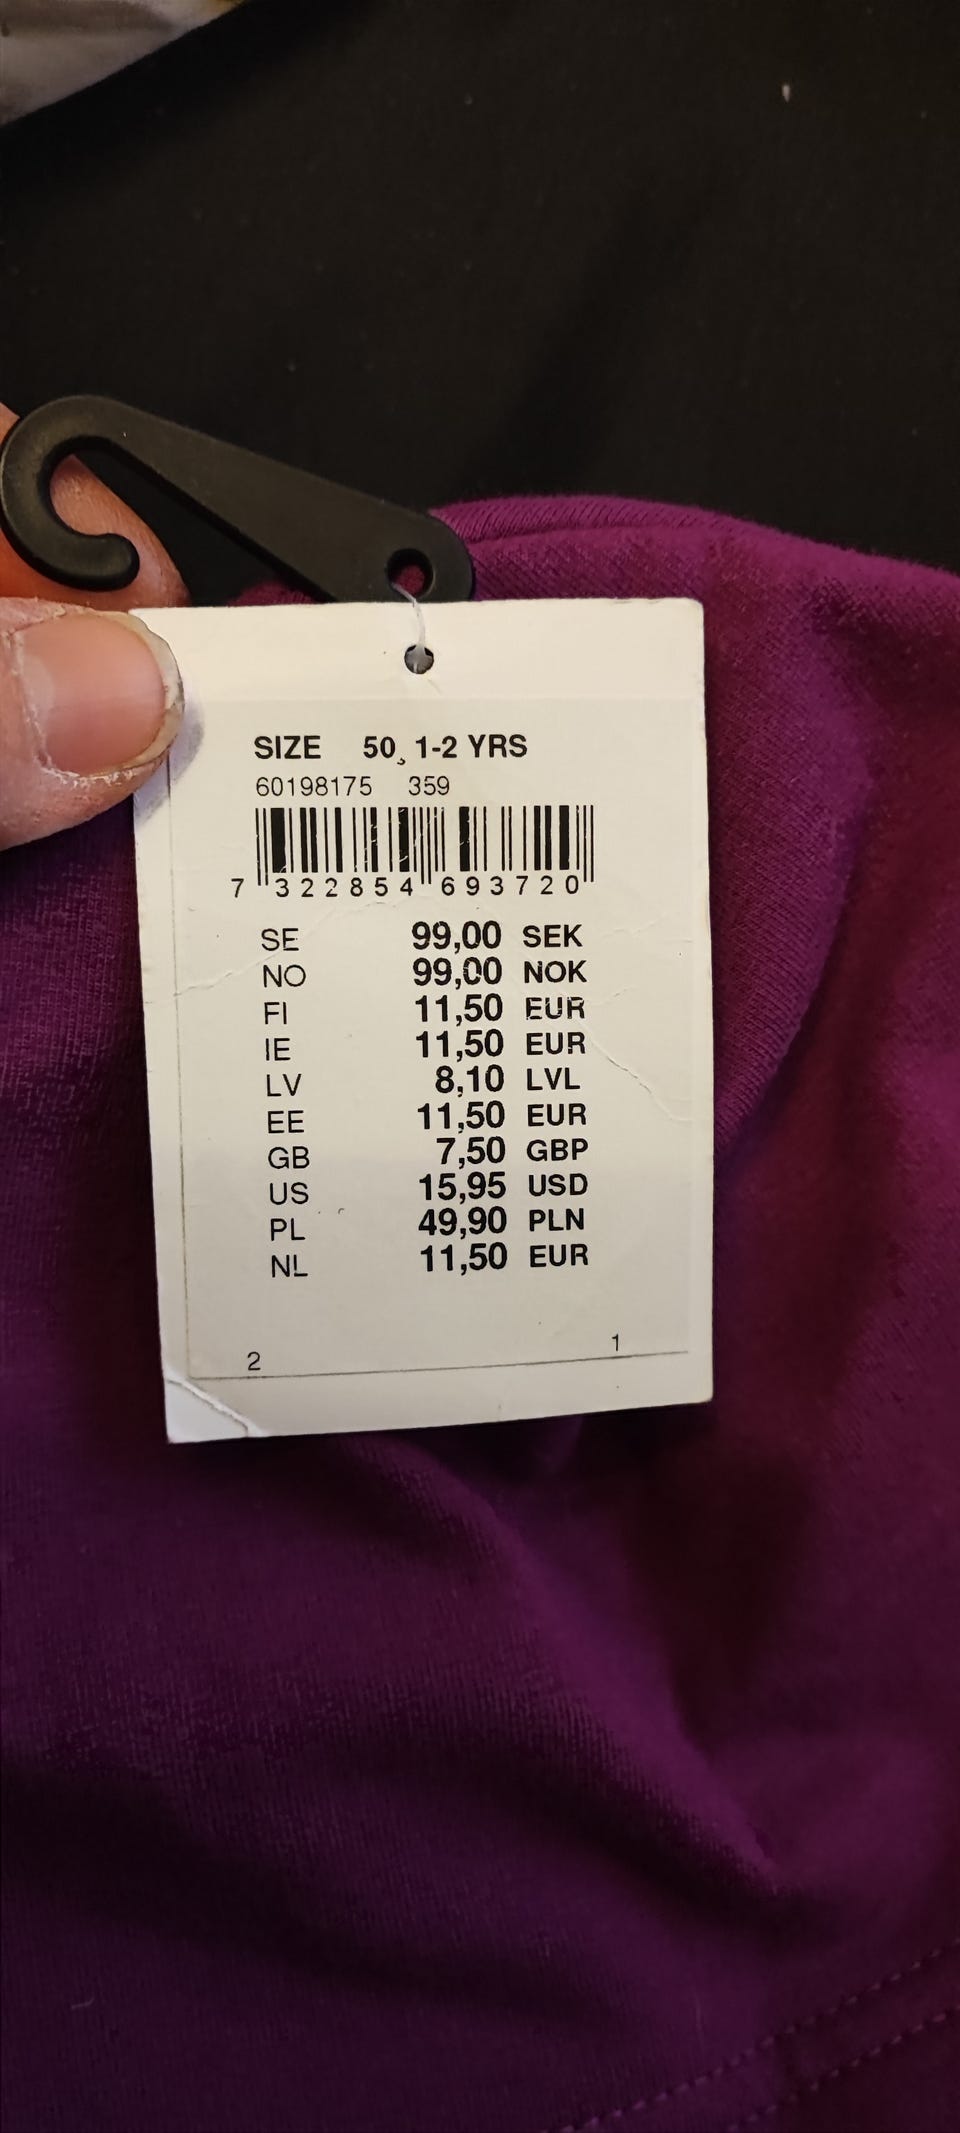 SIZE 50, 1-2 YRS
60198175 359
7 322854 693720
SE 99,00 SEK
NO 99,00 NOK
FI 11,50 EUR
IE 11,50 EUR
LV 8,10 LVL
EE 11,50 EUR
GB 7,50 GBP
US 15,95 USD
PL 49,90 PLN
NL 11,50 EUR
2 1